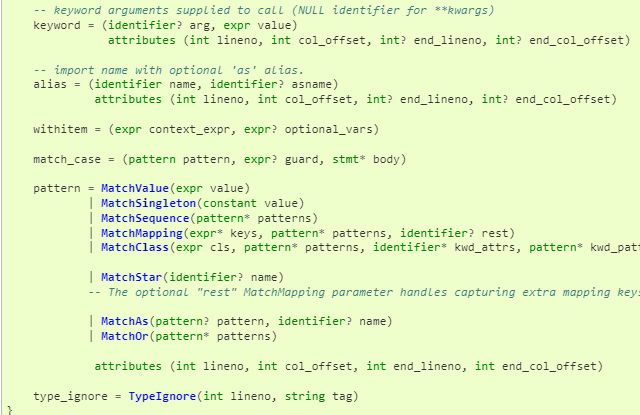 -- keyword arguments supplied to call (NULL identifier for **kwargs)
keyword = (identifier? arg, expr value)
attributes (int lineno, int col_offset, int? end_lineno, int? end_col_offset)
-- import name with optional 'as' alias.
alias = (identifier name, identifier? asname)
attributes (int lineno, int col_offset, int? end_lineno, int? end_col_offset)
withitem = (expr context_expr, expr? optional_vars)
match_case = (pattern pattern, expr? guard, stmt* body)
pattern = MatchValue(expr value)
| MatchSingleton(constant value)
| MatchSequence(pattern* patterns)
| MatchMapping(expr* keys, pattern* patterns, identifier? rest)
| MatchClass(expr cls, pattern* patterns, identifier* kwd_attrs, pattern* kwd_pat
| MatchStar(identifier? name)
-- The optional "rest" MatchMapping parameter handles capturing extra mapping keys
| MatchAs(pattern? pattern, identifier? name)
| MatchOr(pattern* patterns)
attributes (int lineno, int col_offset, int end_lineno, int end_col_offset)
type_ignore = TypeIgnore(int lineno, string tag)
}